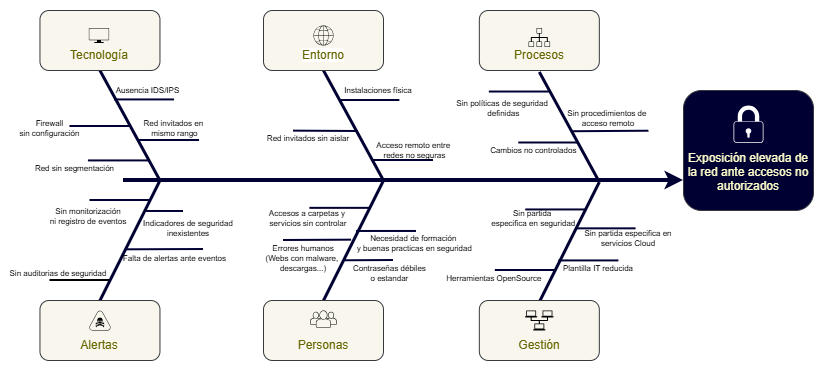 Tecnología
Entorno
Procesos
Ausencia IDS/IPS
Firewall
sin configuración
Red invitados en
mismo rango
Red sin segmentación
Instalaciones física
Red invitados sin aislar
Acceso remoto entre
redes no seguras
Sin políticas de seguridad
definidas
Sin procedimientos de
acceso remoto
Cambios no controlados
Exposición elevada de
la red ante accesos no
autorizados
Sin monitorización
ni registro de eventos
Indicadores de seguridad
inexistentes
Falta de alertas ante eventos
Sin auditorias de seguridad
Accesos a carpetas y
servicios sin controlar
Necesidad de formación
y buenas practicas en seguridad
Errores humanos
(Webs con malware,
descargas...)
Contraseñas débiles
o estandar
Sin partida
especifica en seguridad
Sin partida especifica en
servicios Cloud
Plantilla IT reducida
Herramientas OpenSource
Alertas
Personas
Gestión